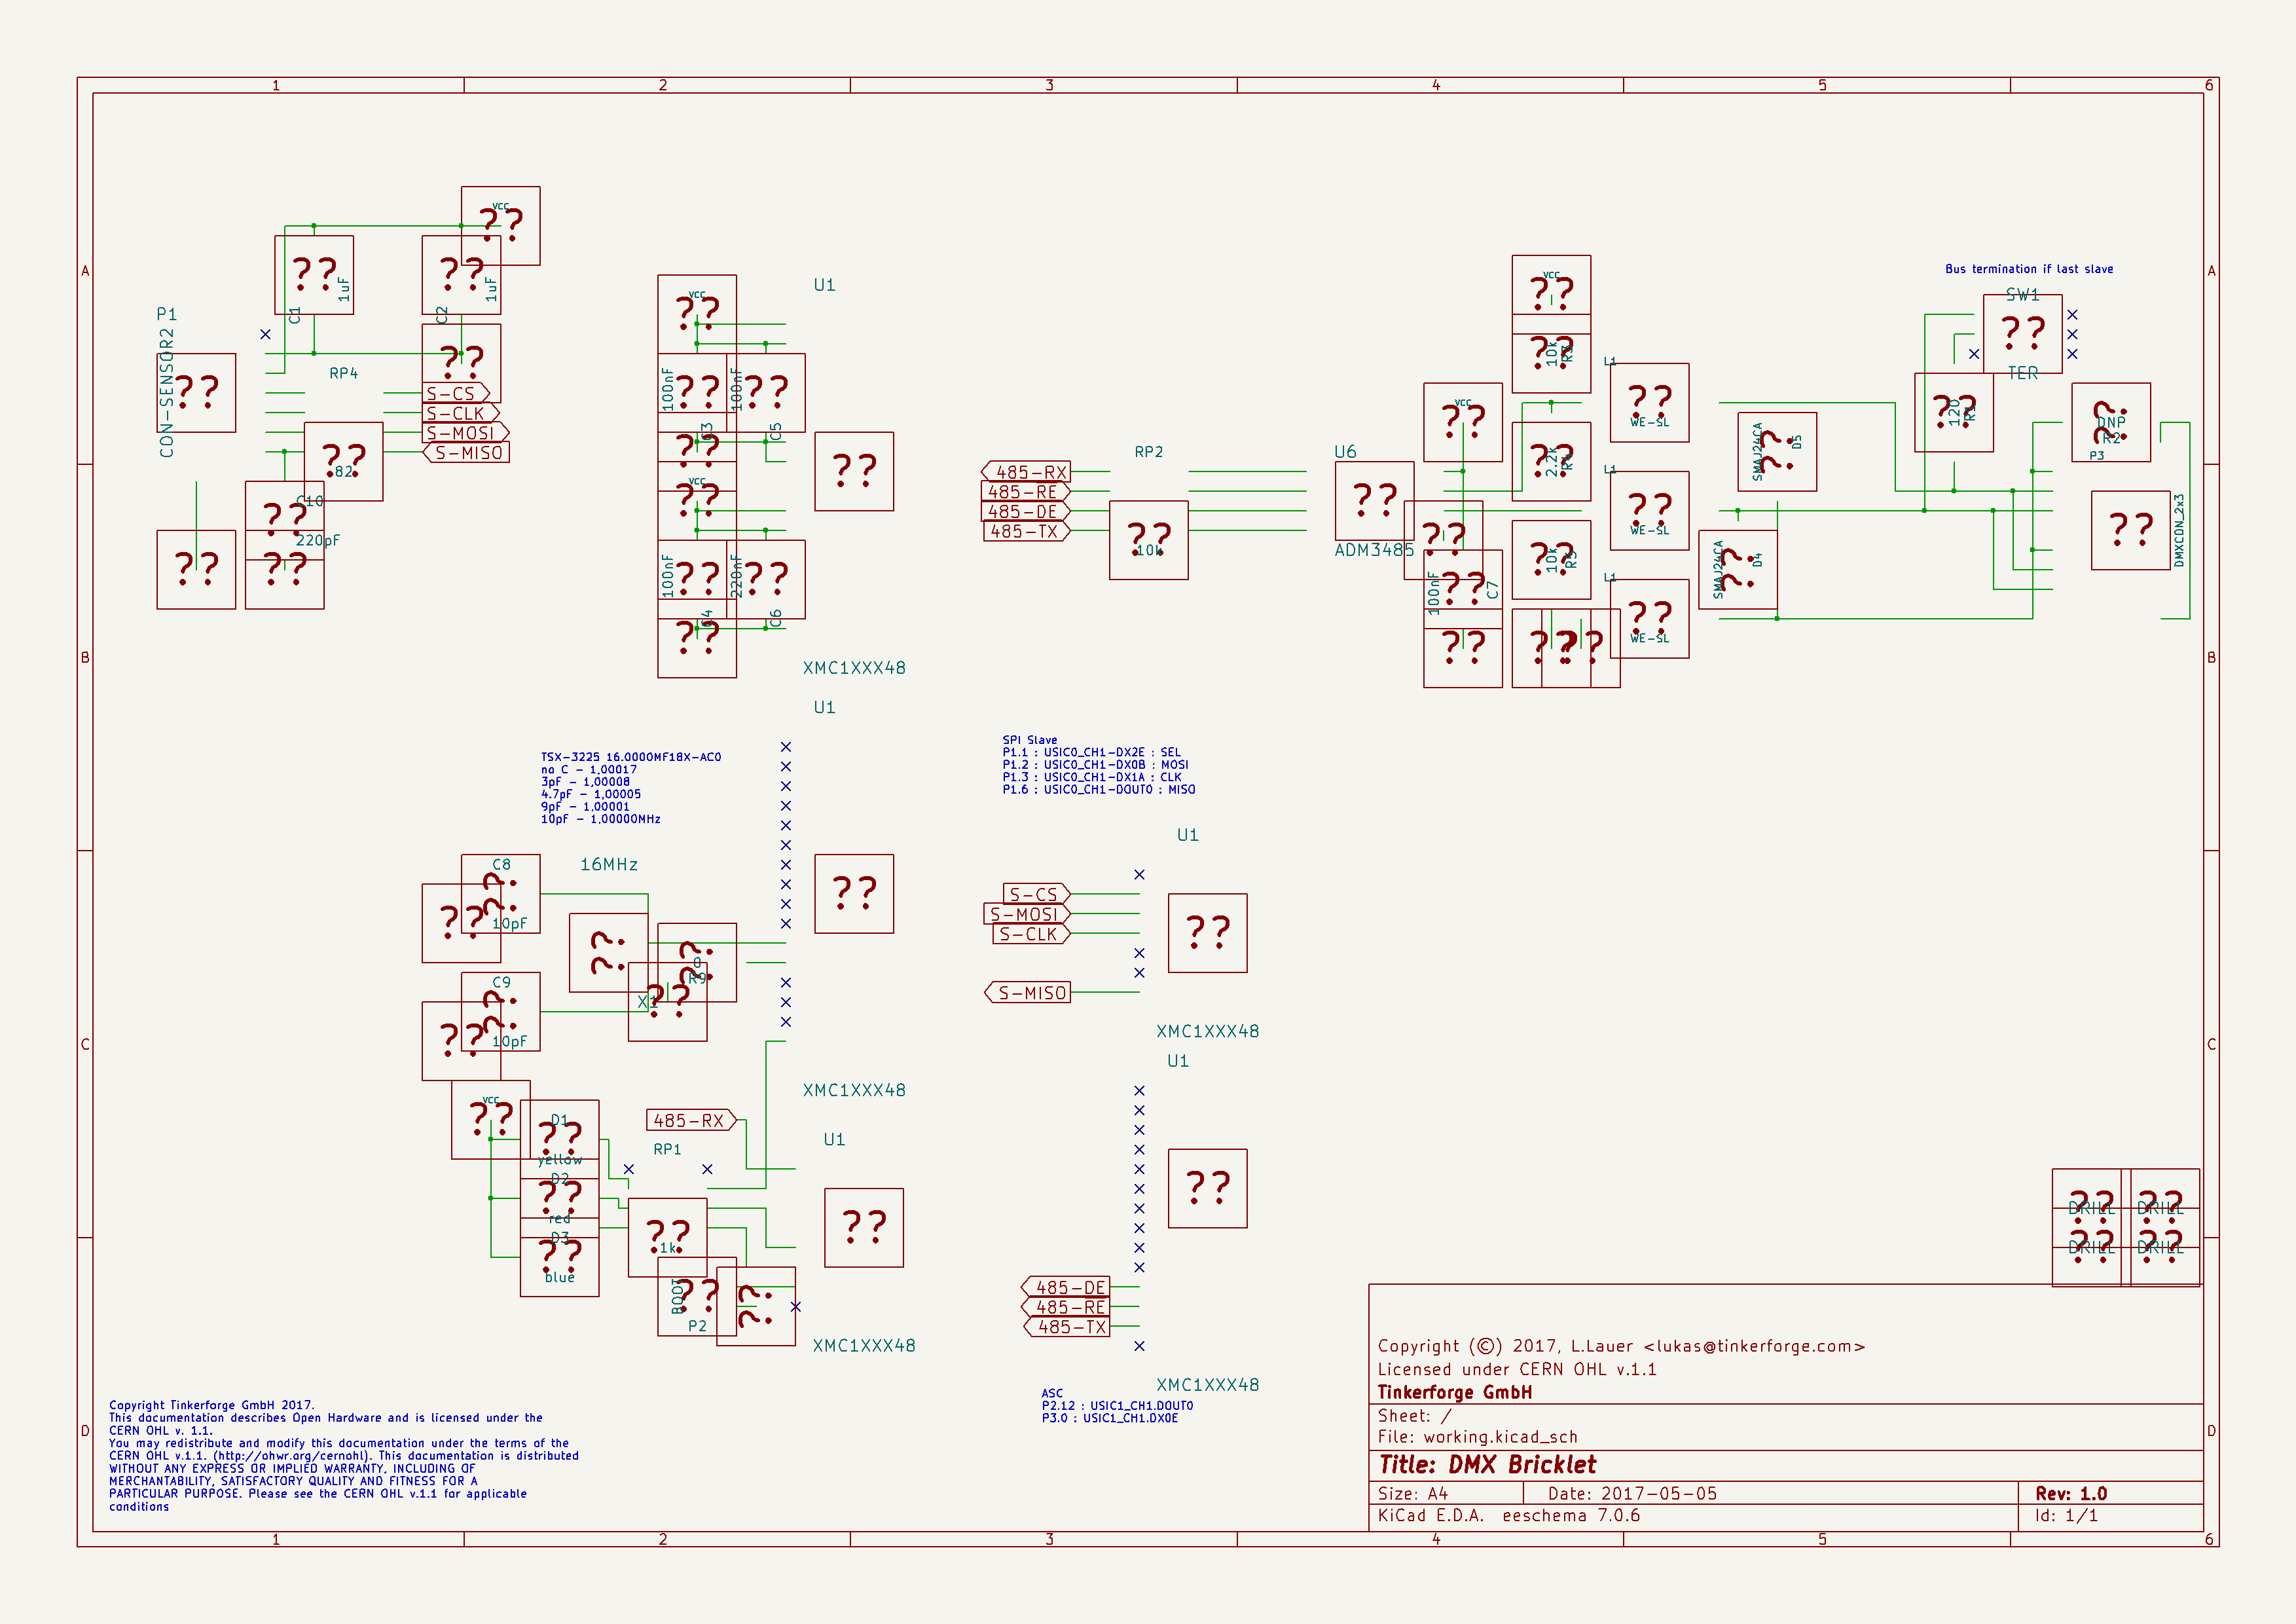 1 2 3 4 5 6
A
B
C
D
VCC
1uF
C1
1uF
C2
P1
CON-SENSOR2
RP4
82
S-CS
S-CLK
S-MOSI
S-MISO
C10
220pF
U1
VCC
100nF
C3
100nF
C5
VCC
100nF
C4
220nF
C6
XMC1XXX48
485-RX
485-RE
485-DE
485-TX
RP2
10k
U6
ADM3485
VCC
100nF
C7
VCC
10k
R3
2.2k
10k
R5
L1
WE-SL
L1
WE-SL
L1
WE-SL
SMAJ24CA
D5
SMAJ24CA
D4
Bus termination if last slave
SW1
TER
120
R1
DNP
R2
P3
DMXCON_2x3
U1
TSX-3225 16.0000MF18X-AC0
no C - 1,00017
3pF - 1,00008
4.7pF - 1,00005
9pF - 1,00001
10pF - 1,00000MHz
C8
10pF
16MHz
C9
10pF
X1
0
R9
XMC1XXX48
SPI Slave
P1.1 : USIC0_CH1-DX2E : SEL
P1.2 : USIC0_CH1-DX0B : MOSI
P1.3 : USIC0_CH1-DX1A : CLK
P1.6 : USIC0_CH1-DOUT0 : MISO
U1
S-CS
S-MOSI
S-CLK
S-MISO
XMC1XXX48
VCC
D1
yellow
D2
red
D3
blue
485-RX
RP1
1k
BOOT
P2
U1
XMC1XXX48
U1
485-DE
485-RE
485-TX
XMC1XXX48
ASC
P2.12 : USIC1_CH1.DOUT0
P3.0 : USIC1_CH1.DX0E
DRILL DRILL
DRILL DRILL
Copyright Tinkerforge GmbH 2017.
This documentation describes Open Hardware and is licensed under the
CERN OHL v. 1.1.
You may redistribute and modify this documentation under the terms of the
CERN OHL v.1.1. (http://ohwr.org/cernohl). This documentation is distributed
WITHOUT ANY EXPRESS OR IMPLIED WARRANTY, INCLUDING OF
MERCHANTABILITY, SATISFACTORY QUALITY AND FITNESS FOR A
PARTICULAR PURPOSE. Please see the CERN OHL v.1.1 for applicable
conditions
Copyright (©) 2017, L.Lauer <lukas@tinkerforge.com>
Licensed under CERN OHL v.1.1
Tinkerforge GmbH
Sheet: /
File: working.kicad_sch
Title: DMX Bricklet
Size: A4 Date: 2017-05-05 Rev: 1.0
KiCad E.D.A. eeschema 7.0.6 Id: 1/1
1 2 3 4 5 6
A
B
C
D